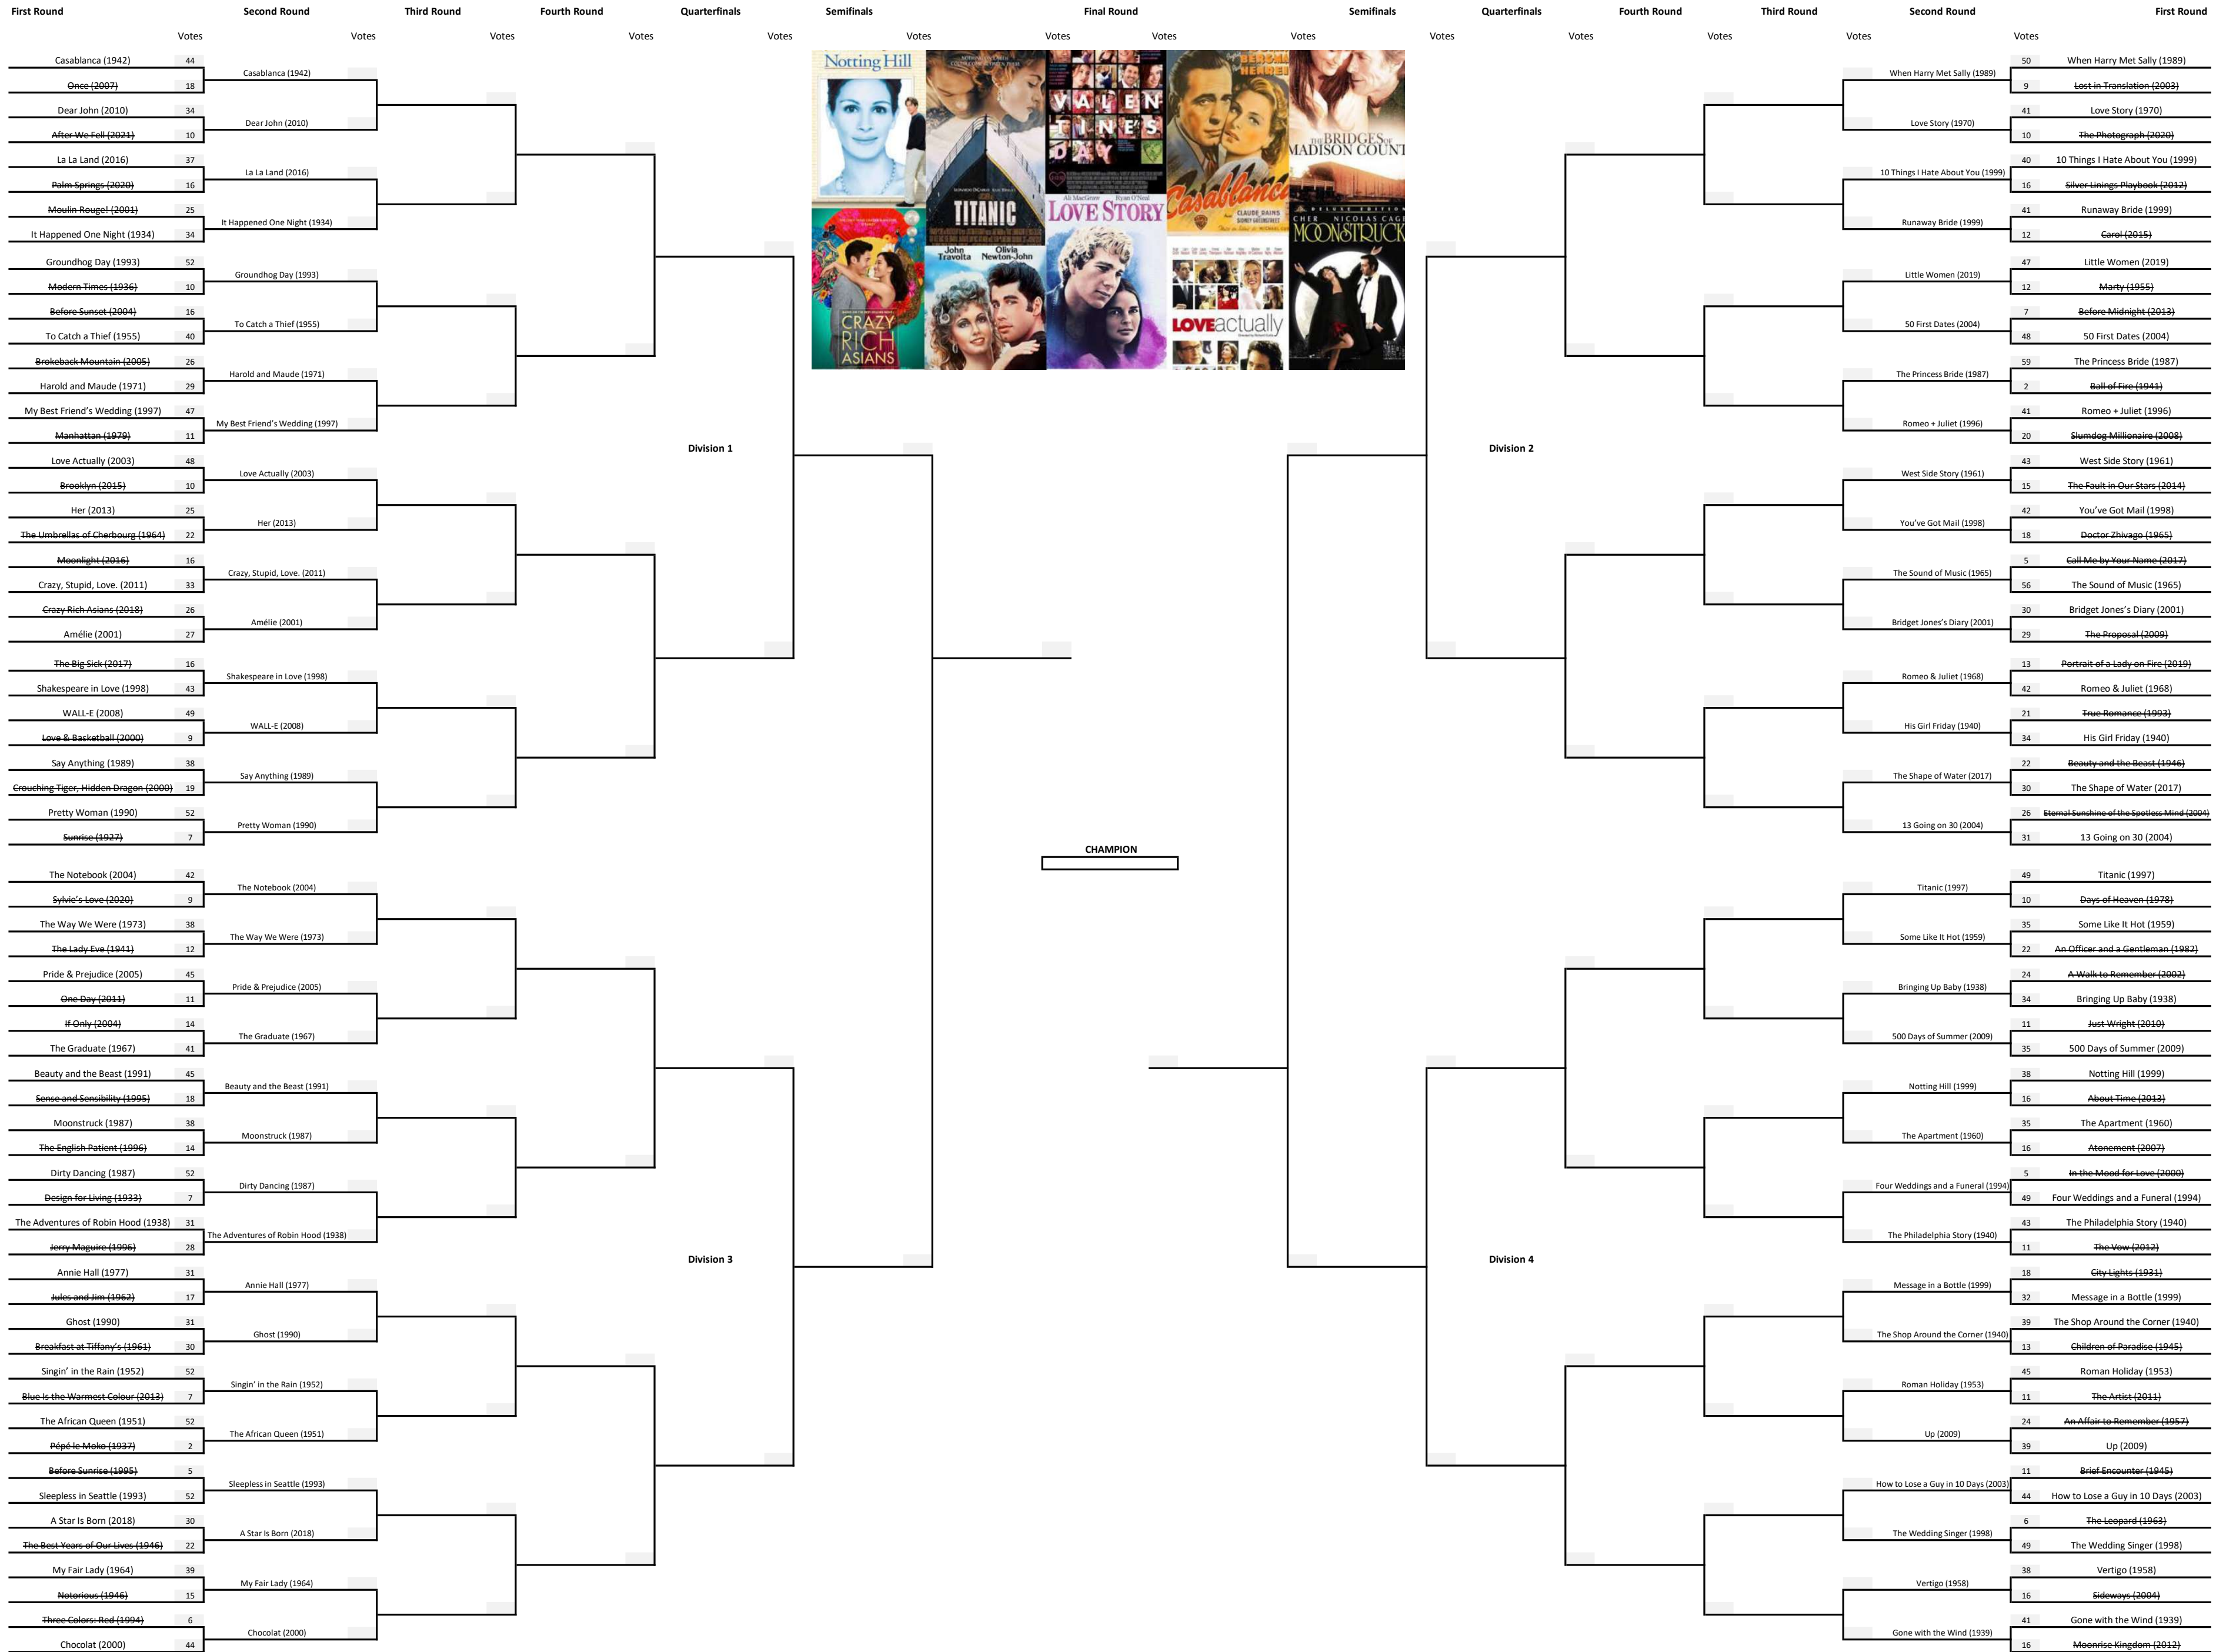 First Round Second Round Third Round Fourth Round Quarterfinals Semifinals Final Round Semifinals Quarterfinals Fourth Round Third Round Second Round First Round
Votes Votes Votes Votes Votes Votes Votes Votes Votes Votes Votes Votes Votes Votes
Casablanca (1942) 44
Once (2007) 18
Dear John (2010) 34
After We Fell (2021) 10
La La Land (2016) 37
Palm Springs (2020) 16
Moulin Rouge! (2001) 25
It Happened One Night (1934) 34
Groundhog Day (1993) 52
Modern Times (1936) 10
Before Sunset (2004) 16
To Catch a Thief (1955) 40
Brokeback Mountain (2005) 26
Harold and Maude (1971) 29
My Best Friend's Wedding (1997) 47
Manhattan (1979) 11
Love Actually (2003) 48
Brooklyn (2015) 10
Her (2013) 25
The Umbrellas of Cherbourg (1964) 22
Moonlight (2016) 16
Crazy, Stupid, Love. (2011) 33
Crazy Rich Asians (2018) 26
Amélie (2001) 27
The Big Sick (2017) 16
Shakespeare in Love (1998) 43
WALL-E (2008) 49
Love & Basketball (2000) 9
Say Anything (1989) 38
Crouching Tiger, Hidden Dragon (2000) 19
Pretty Woman (1990) 52
Sunrise (1927) 7
The Notebook (2004) 42
Sylvie's Love (2020) 9
The Way We Were (1973) 38
The Lady Eve (1941) 12
Pride & Prejudice (2005) 45
One Day (2011) 11
If Only (2004) 14
The Graduate (1967) 41
Beauty and the Beast (1991) 45
Sense and Sensibility (1995) 18
Moonstruck (1987) 38
The English Patient (1996) 14
Dirty Dancing (1987) 52
Design for Living (1933) 7
The Adventures of Robin Hood (1938) 31
Jerry Maguire (1996) 28
Annie Hall (1977) 31
Jules and Jim (1962) 17
Ghost (1990) 31
Breakfast at Tiffany's (1961) 30
Singin' in the Rain (1952) 52
Blue Is the Warmest Colour (2013) 7
The African Queen (1951) 52
Pépé le Moko (1937) 2
Before Sunrise (1995) 5
Sleepless in Seattle (1993) 52
A Star Is Born (2018) 30
The Best Years of Our Lives (1946) 22
My Fair Lady (1964) 39
Notorious (1946) 15
Three Colors: Red (1994) 6
Chocolat (2000) 44
Casablanca (1942)
Dear John (2010)
La La Land (2016)
It Happened One Night (1934)
Groundhog Day (1993)
To Catch a Thief (1955)
Harold and Maude (1971)
My Best Friend's Wedding (1997)
Love Actually (2003)
Her (2013)
Crazy, Stupid, Love. (2011)
Amélie (2001)
Shakespeare in Love (1998)
WALL-E (2008)
Say Anything (1989)
Pretty Woman (1990)
The Notebook (2004)
The Way We Were (1973)
Pride & Prejudice (2005)
The Graduate (1967)
Beauty and the Beast (1991)
Moonstruck (1987)
Dirty Dancing (1987)
The Adventures of Robin Hood (1938)
Annie Hall (1977)
Ghost (1990)
Singin' in the Rain (1952)
The African Queen (1951)
Sleepless in Seattle (1993)
A Star Is Born (2018)
My Fair Lady (1964)
Chocolat (2000)
Division 1
Division 3
Notting Hill
TITANIC
VALEN
TINE'S
DAY
BERGMAN
HENREID
Casablanca
CLAUDE RAINS
THE BRIDGES OF
MADISON COUNT
CRAZY
RICH
ASIANS
John Travolta
Olivia Newton-John
Ali MacGraw Ryan O'Neal
LOVE STORY
LOVE actually
DELUXE EDITION
CHER NICOLAS CAGE
MOONSTRUCK
CHAMPION
Division 2
Division 4
When Harry Met Sally (1989)
Love Story (1970)
10 Things I Hate About You (1999)
Runaway Bride (1999)
Little Women (2019)
50 First Dates (2004)
The Princess Bride (1987)
Romeo + Juliet (1996)
West Side Story (1961)
You've Got Mail (1998)
The Sound of Music (1965)
Bridget Jones's Diary (2001)
Romeo & Juliet (1968)
His Girl Friday (1940)
The Shape of Water (2017)
13 Going on 30 (2004)
Titanic (1997)
Some Like It Hot (1959)
Bringing Up Baby (1938)
500 Days of Summer (2009)
Notting Hill (1999)
The Apartment (1960)
Four Weddings and a Funeral (1994)
The Philadelphia Story (1940)
Message in a Bottle (1999)
The Shop Around the Corner (1940)
Roman Holiday (1953)
Up (2009)
How to Lose a Guy in 10 Days (2003)
The Wedding Singer (1998)
Vertigo (1958)
Gone with the Wind (1939)
50 When Harry Met Sally (1989)
9 Lost in Translation (2003)
41 Love Story (1970)
10 The Photograph (2020)
40 10 Things I Hate About You (1999)
16 Silver Linings Playbook (2012)
41 Runaway Bride (1999)
12 Carol (2015)
47 Little Women (2019)
12 Marty (1955)
7 Before Midnight (2013)
48 50 First Dates (2004)
59 The Princess Bride (1987)
2 Ball of Fire (1941)
41 Romeo + Juliet (1996)
20 Slumdog Millionaire (2008)
43 West Side Story (1961)
15 The Fault in Our Stars (2014)
42 You've Got Mail (1998)
18 Doctor Zhivago (1965)
5 Call Me by Your Name (2017)
56 The Sound of Music (1965)
30 Bridget Jones's Diary (2001)
29 The Proposal (2009)
13 Portrait of a Lady on Fire (2019)
42 Romeo & Juliet (1968)
21 True Romance (1993)
34 His Girl Friday (1940)
22 Beauty and the Beast (1946)
30 The Shape of Water (2017)
26 Eternal Sunshine of the Spotless Mind (2004)
31 13 Going on 30 (2004)
49 Titanic (1997)
10 Days of Heaven (1978)
35 Some Like It Hot (1959)
22 An Officer and a Gentleman (1982)
24 A Walk to Remember (2002)
34 Bringing Up Baby (1938)
11 Just Wright (2010)
35 500 Days of Summer (2009)
38 Notting Hill (1999)
16 About Time (2013)
35 The Apartment (1960)
16 Atonement (2007)
5 In the Mood for Love (2000)
49 Four Weddings and a Funeral (1994)
43 The Philadelphia Story (1940)
11 The Vow (2012)
18 City Lights (1931)
32 Message in a Bottle (1999)
39 The Shop Around the Corner (1940)
13 Children of Paradise (1945)
45 Roman Holiday (1953)
11 The Artist (2011)
24 An Affair to Remember (1957)
39 Up (2009)
11 Brief Encounter (1945)
44 How to Lose a Guy in 10 Days (2003)
6 The Leopard (1963)
49 The Wedding Singer (1998)
38 Vertigo (1958)
16 Sideways (2004)
41 Gone with the Wind (1939)
16 Moonrise Kingdom (2012)